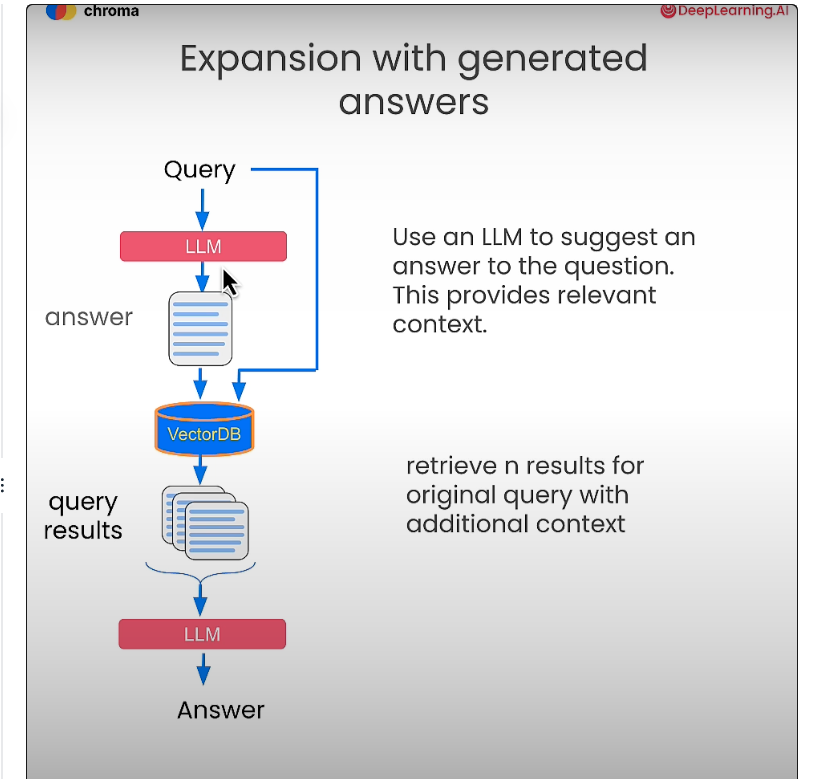 chroma
DeepLearning.AI
Expansion with generated
answers
Query
LLM
Use an LLM to suggest an
answer to the question.
This provides relevant
context.
answer
VectorDB
retrieve n results for
original query with
additional context
query
results
LLM
Answer